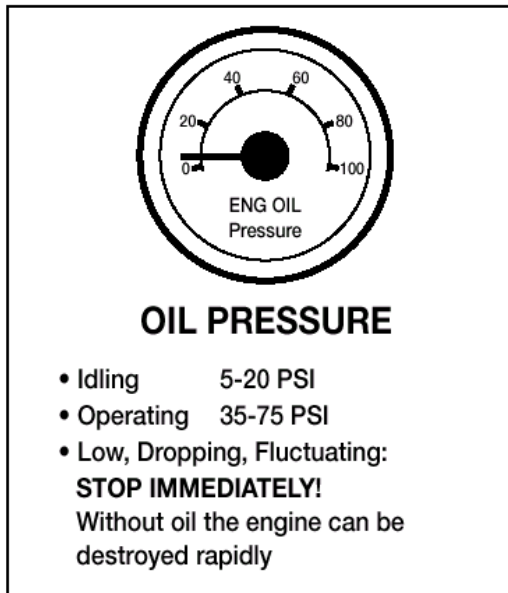 40 60
20 80
0 100
ENG OIL
Pressure
OIL PRESSURE
• Idling 5-20 PSI
• Operating 35-75 PSI
• Low, Dropping, Fluctuating:
STOP IMMEDIATELY!
Without oil the engine can be
destroyed rapidly